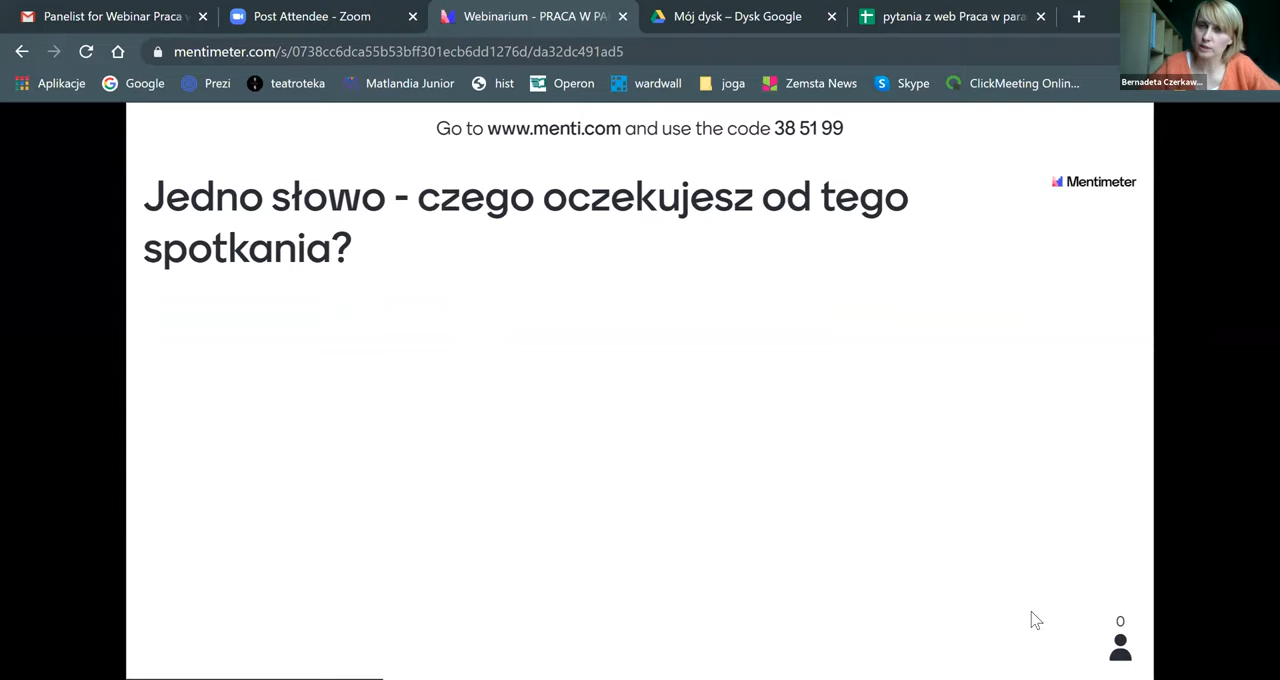 Panelist for Webinar Praca
Post Attendee - Zoom
Webinarium - PRACA W PA
Mój dysk – Dysk Google
pytania z web Praca w para
mentimeter.com/s/0738cc6dca55b53bff301ecb6dd1276d/da32dc491ad5
Aplikacje
Google
Prezi
teatroteka
Matlandia Junior
hist
Operon
wardwall
joga
Zemsta News
Skype
ClickMeeting Onlin...
Bernadeta Czerkaw...
Go to www.menti.com and use the code 38 51 99
Mentimeter
Jedno słowo - czego oczekujesz od tego
spotkania?
0